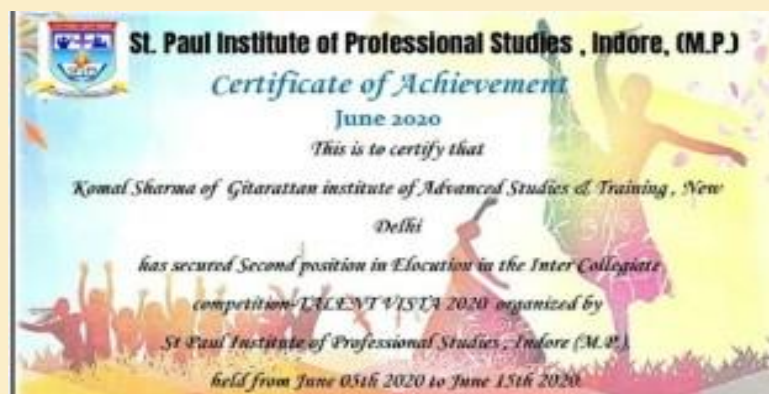 St. Paul Institute of Professional Studies , Indore, (M.P.)
Certificate of Achievement
June 2020
This is to certify that
Komal Sharma of Gitarattan institute of Advanced Studies & Training , New
Delhi
has secured Second position in Elocution in the Inter Collegiate
competition-TALENT VISTA 2020 organized by
St Paul Institute of Professional Studies , Indore (M.P.)
held from June 05th 2020 to June 15th 2020.